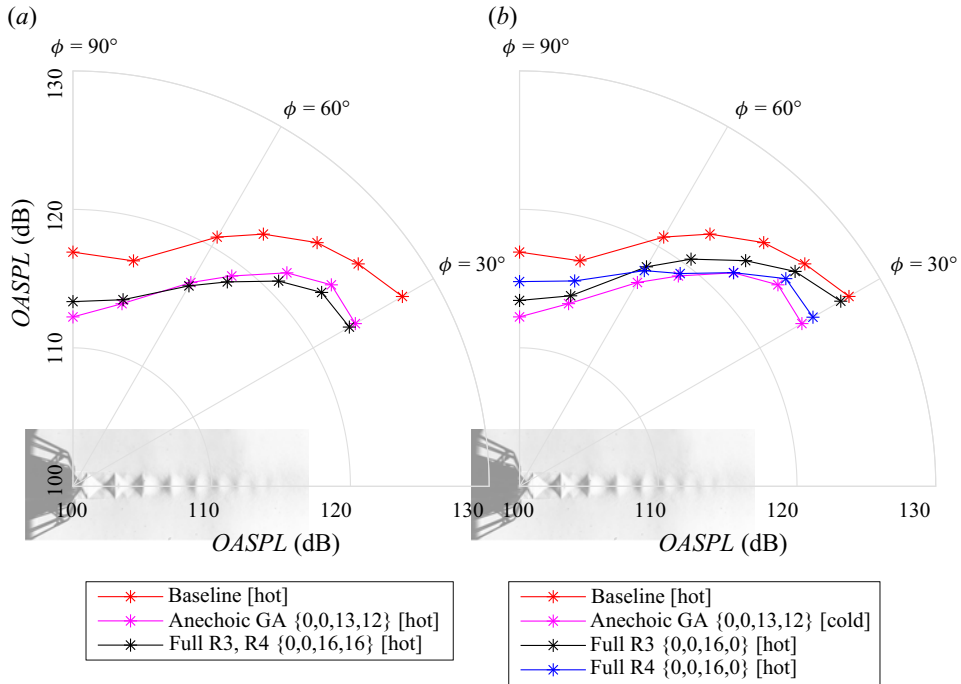 (a)
ϕ = 90°
130
ϕ = 60°
120
OASPL (dB)
ϕ = 30°
110
100
100
110
120
130
OASPL (dB)
Baseline [hot]
Anechoic GA {0,0,13,12} [hot]
Full R3, R4 {0,0,16,16} [hot]
(b)
ϕ = 90°
ϕ = 60°
ϕ = 30°
100
110
120
130
OASPL (dB)
Baseline [hot]
Anechoic GA {0,0,13,12} [cold]
Full R3 {0,0,16,0} [hot]
Full R4 {0,0,16,0} [hot]